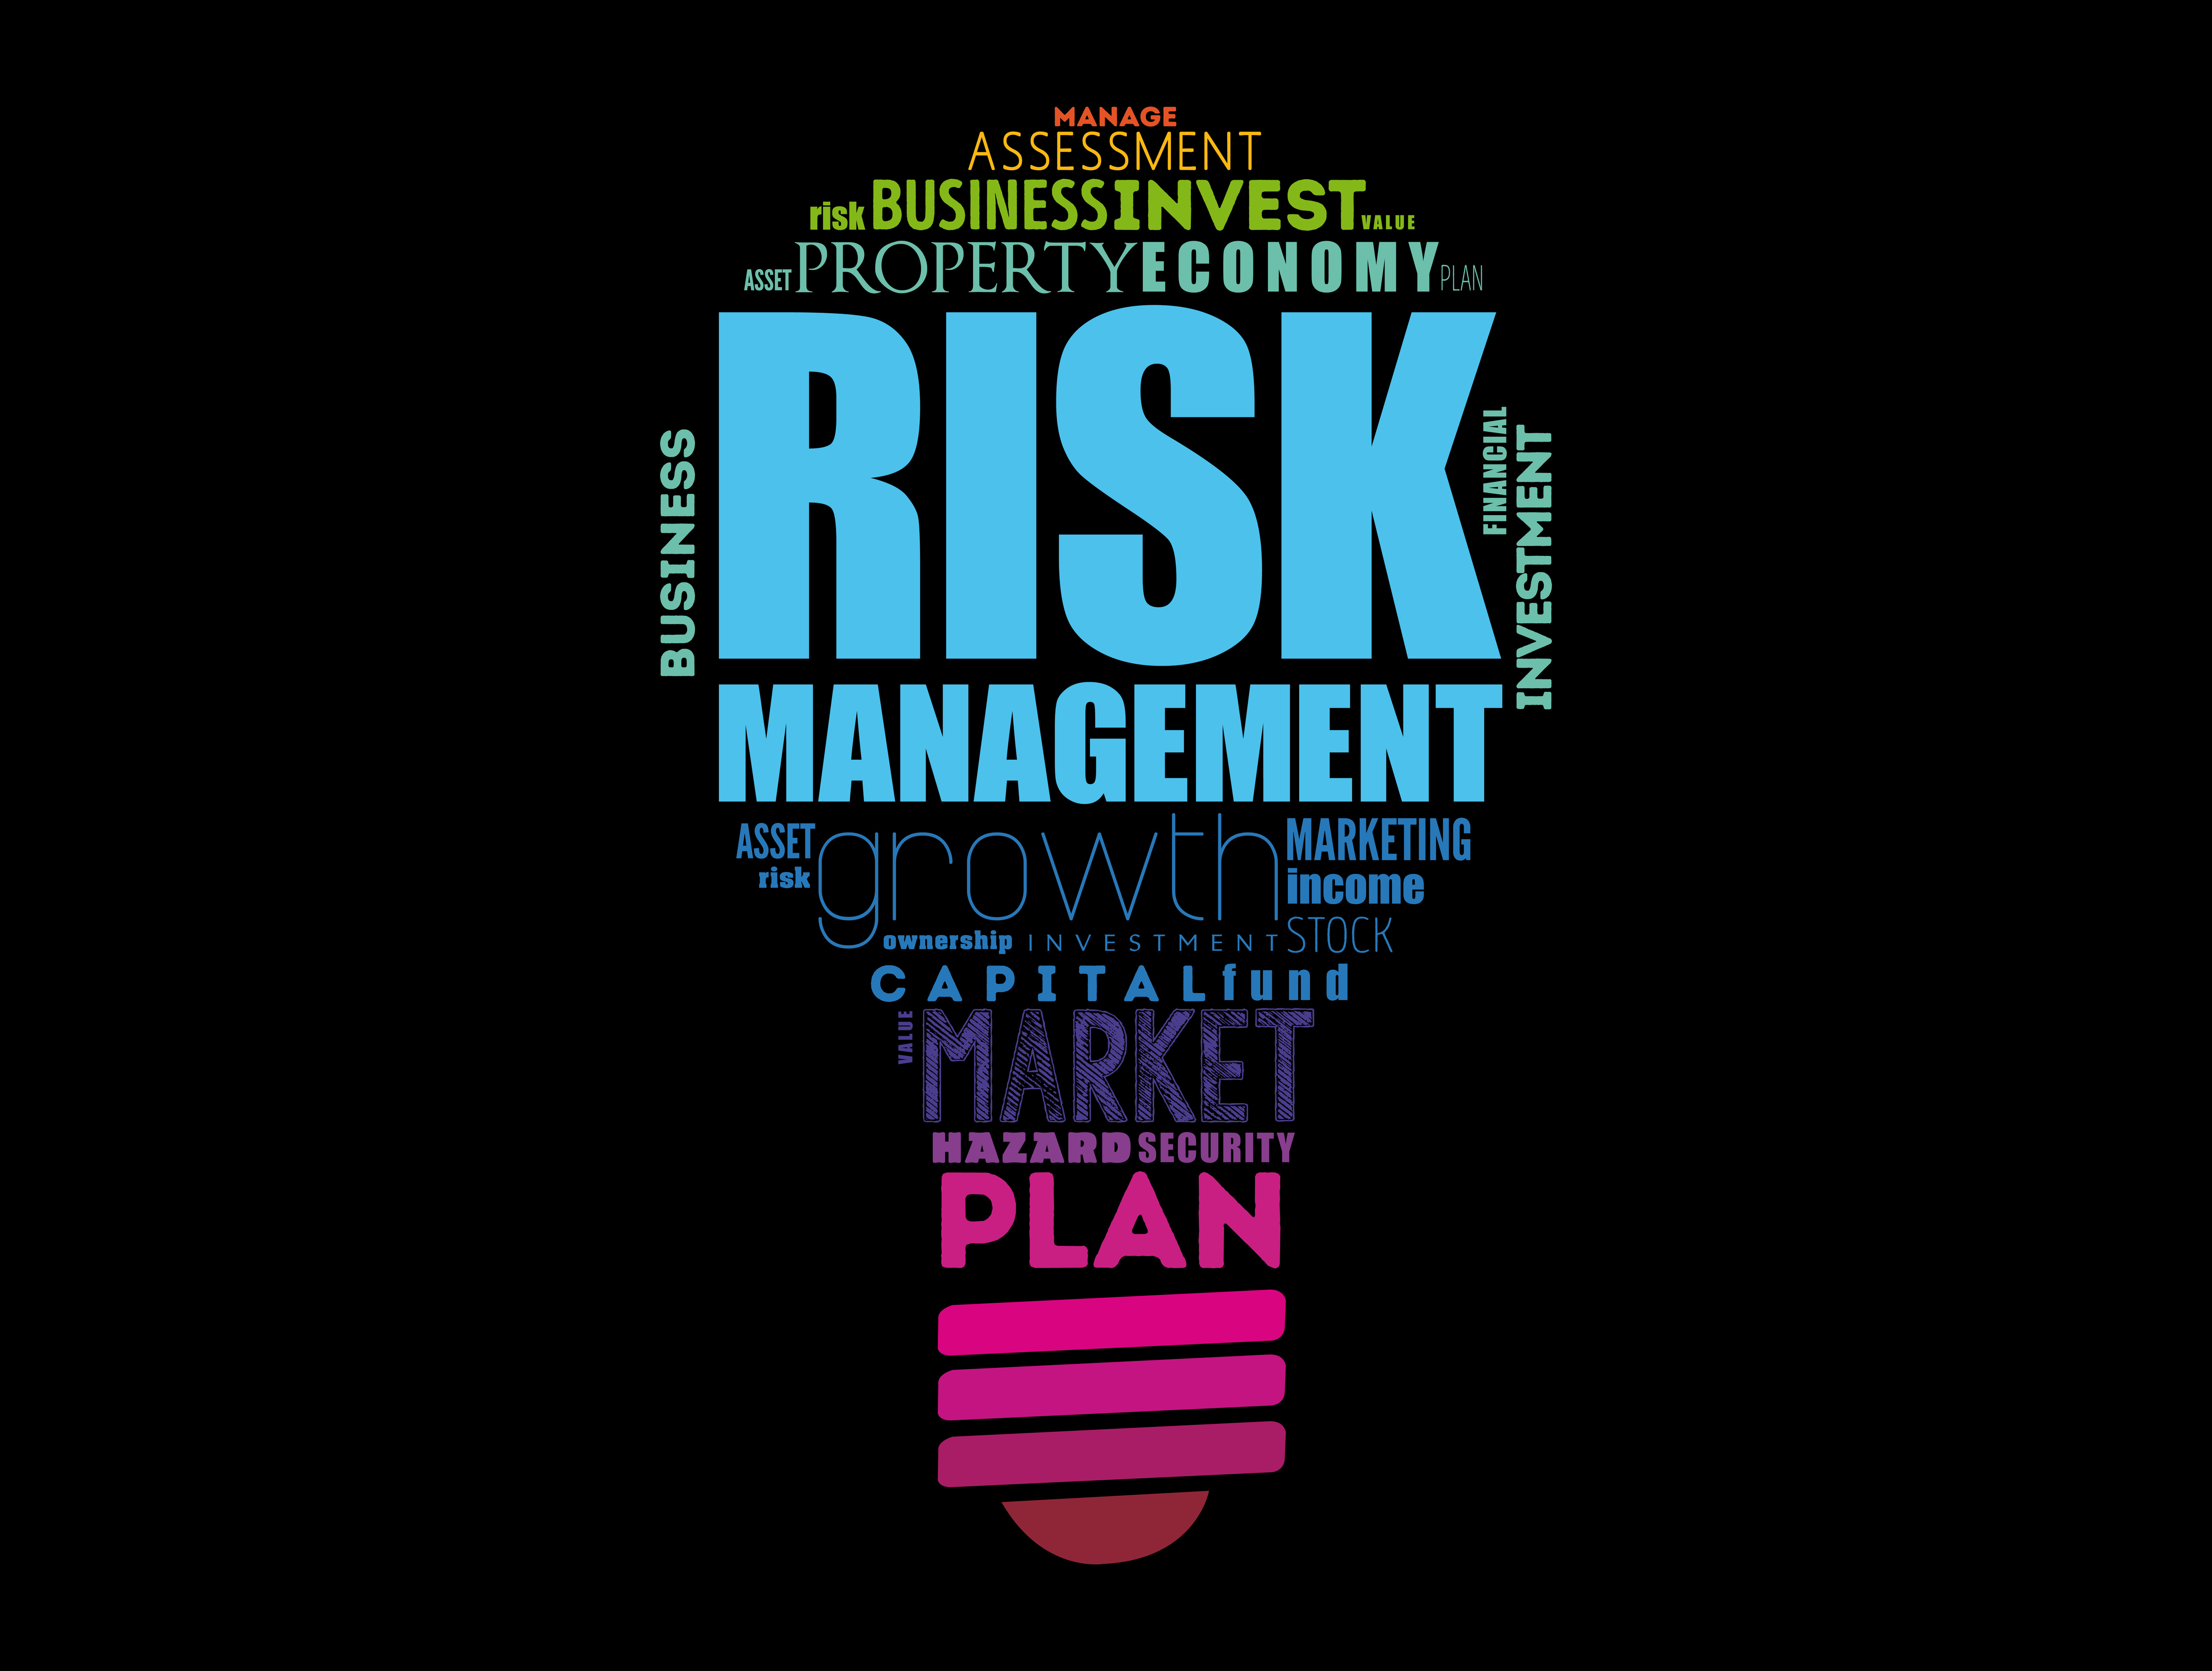 MANAGE
ASSESSMENT
risk BUSINESS INVEST VALUE
ASSET PROPERTY ECONOMY PLAN
RISK
BUSINESS
FINANCIAL
INVESTMENT
MANAGEMENT
ASSET growth MARKETING
risk income
ownership INVESTMENT STOCK
CAPITAL fund
VALUE MARKET
HAZARD SECURITY
PLAN